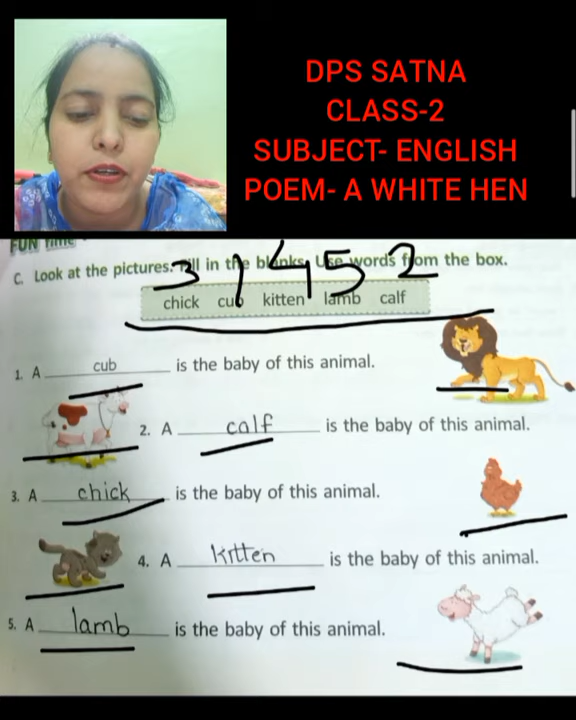 DPS SATNA
CLASS-2
SUBJECT- ENGLISH
POEM- A WHITE HEN
FUN Time
C. Look at the pictures. Fill in the blanks. Use words from the box.
3 1 4 5 2
chick cub kitten lamb calf
1. A cub is the baby of this animal.
2. A calf is the baby of this animal.
3. A chick is the baby of this animal.
4. A kitten is the baby of this animal.
5. A lamb is the baby of this animal.